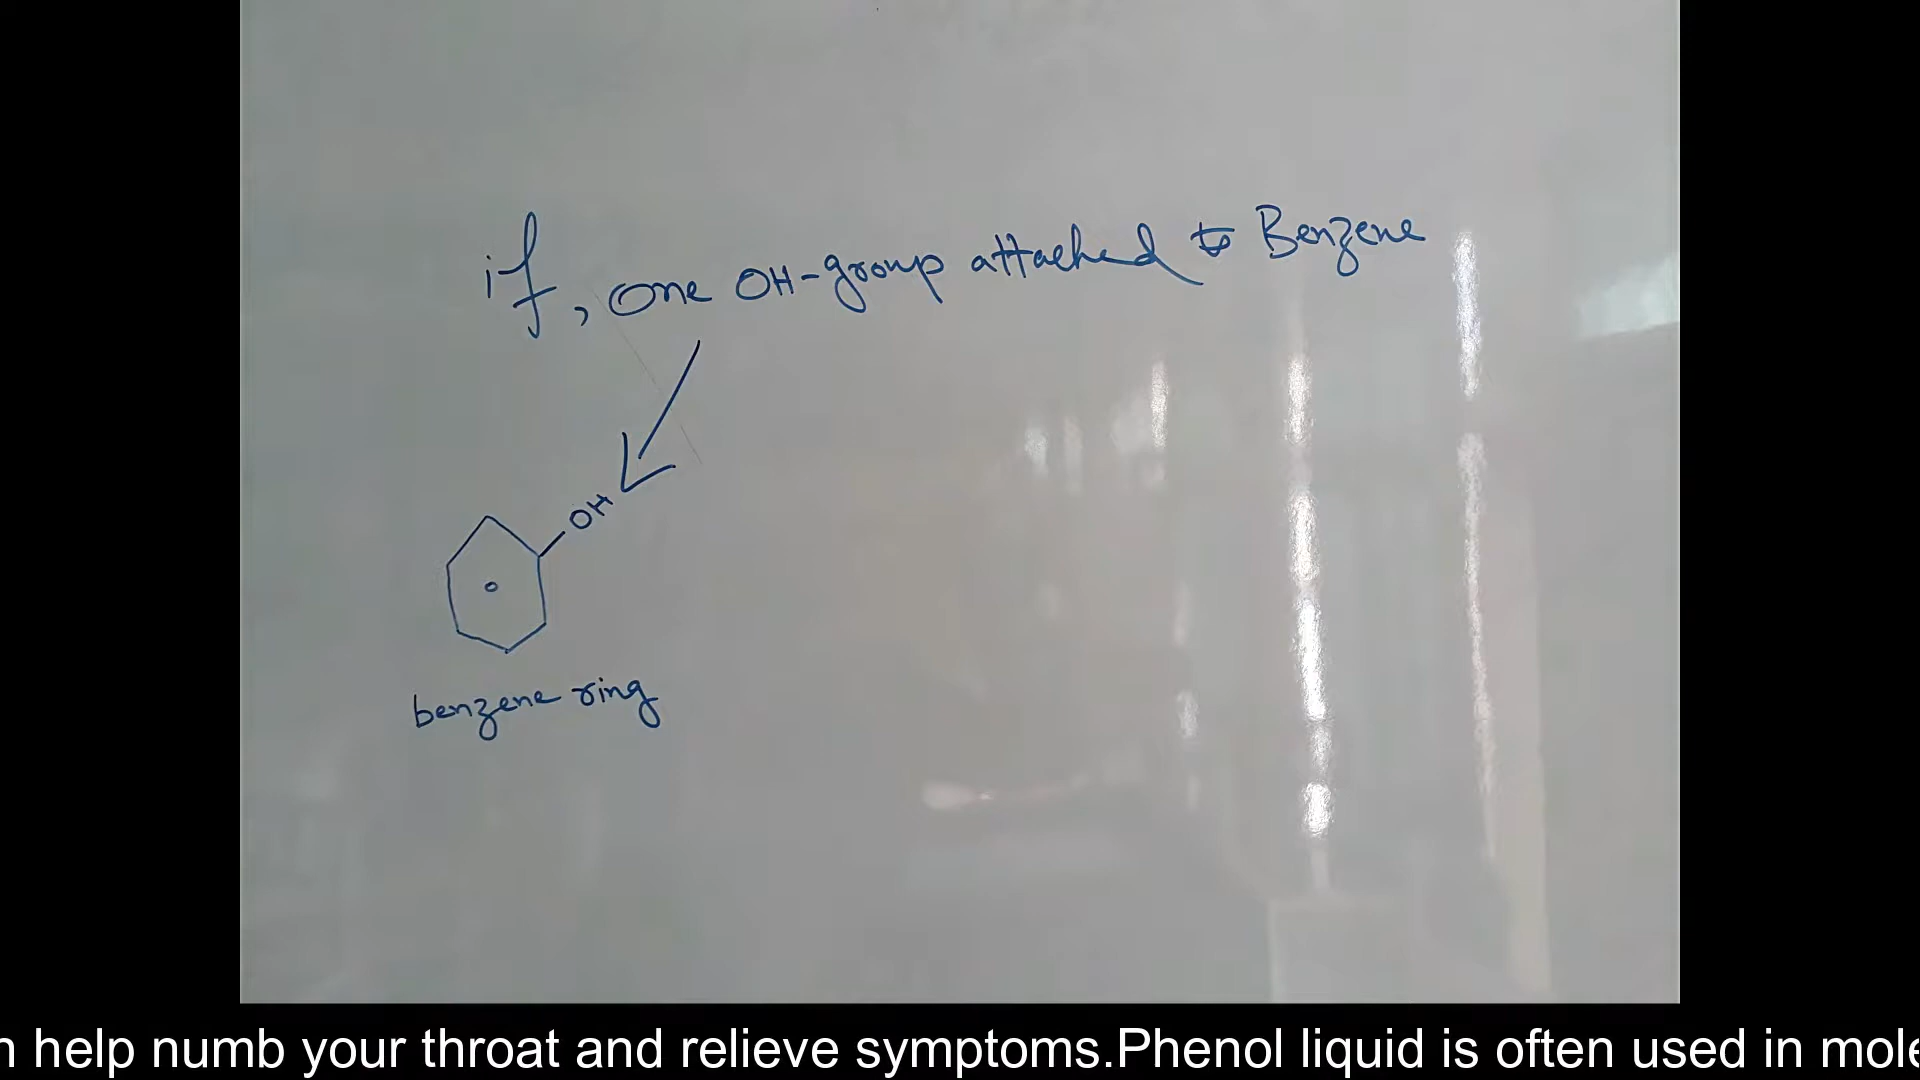 if, One OH-group attached to Benzene
OH
benzene ring
help numb your throat and relieve symptoms.Phenol liquid is often used in